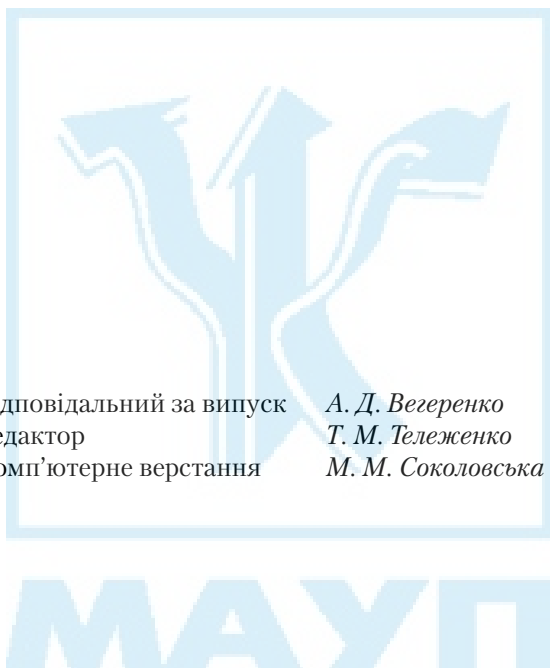 дповідальний за випуск А. Д. Вегеренко
едактор Т. М. Тележенко
омп’ютерне верстання М. М. Соколовська
МАУП